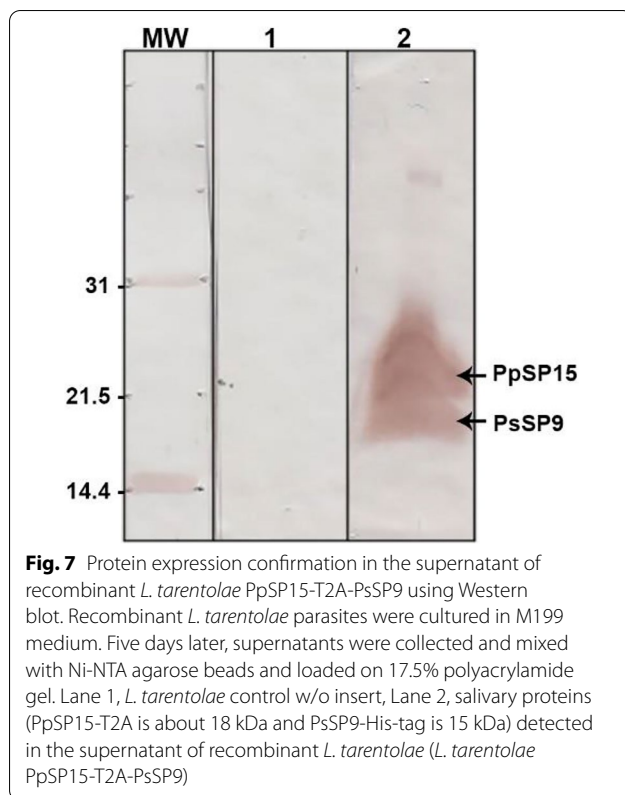 MW 1 2
31
PpSP15
21.5
PsSP9
14.4
Fig. 7 Protein expression confirmation in the supernatant of
recombinant L. tarentolae PpSP15-T2A-PsSP9 using Western
blot. Recombinant L. tarentolae parasites were cultured in M199
medium. Five days later, supernatants were collected and mixed
with Ni-NTA agarose beads and loaded on 17.5% polyacrylamide
gel. Lane 1, L. tarentolae control w/o insert, Lane 2, salivary proteins
(PpSP15-T2A is about 18 kDa and PsSP9-His-tag is 15 kDa) detected
in the supernatant of recombinant L. tarentolae (L. tarentolae
PpSP15-T2A-PsSP9)